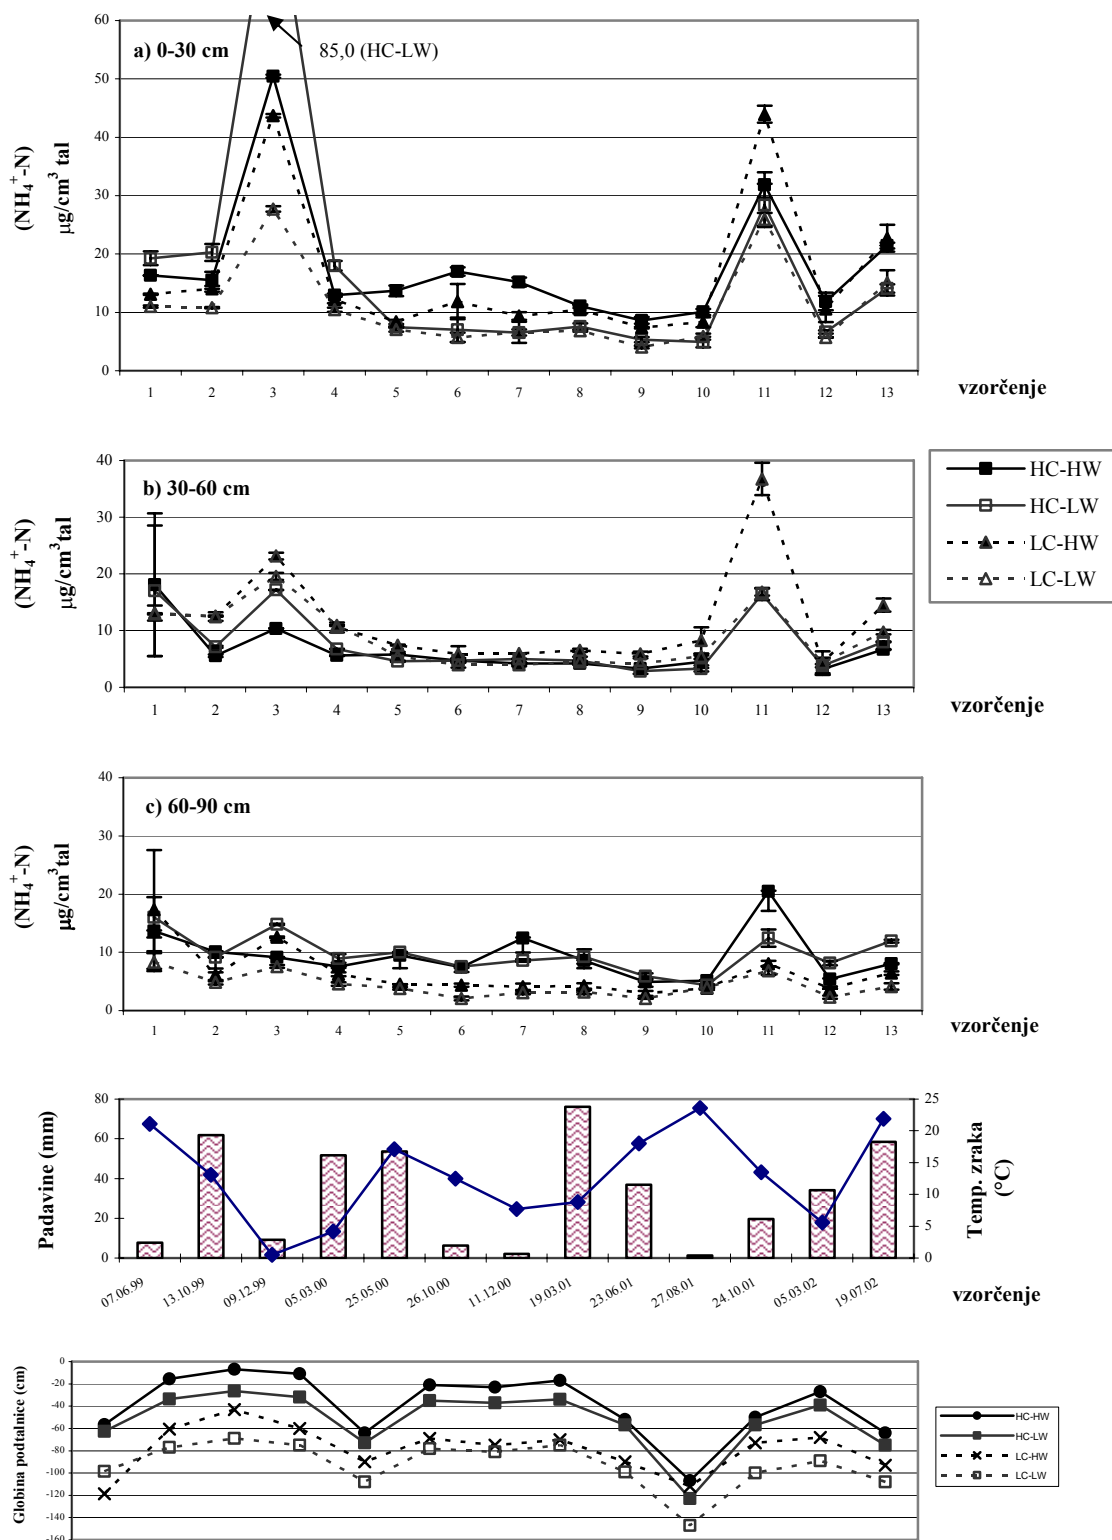 60
50
40
30
20
10
0
a) 0-30 cm
85,0 (HC-LW)
(NH₄⁺-N)
µg/cm³ tal
1 2 3 4 5 6 7 8 9 10 11 12 13
vzorčenje
40
30
20
10
0
b) 30-60 cm
(NH₄⁺-N)
µg/cm³tal
1 2 3 4 5 6 7 8 9 10 11 12 13
vzorčenje
HC-HW
HC-LW
LC-HW
LC-LW
40
30
20
10
0
c) 60-90 cm
(NH₄⁺-N)
µg/cm³tal
1 2 3 4 5 6 7 8 9 10 11 12 13
vzorčenje
Padavine (mm)
80
60
40
20
0
25
20
15
10
5
0
Temp. zraka
(°C)
07.06.99 13.10.99 09.12.99 05.03.00 25.05.00 26.10.00 11.12.00 19.03.01 23.06.01 27.08.01 24.10.01 05.03.02 19.07.02
vzorčenje
Globina podtalnice (cm)
0
-20
-40
-60
-80
-100
-120
-140
-160
HC-HW
HC-LW
LC-HW
LC-LW